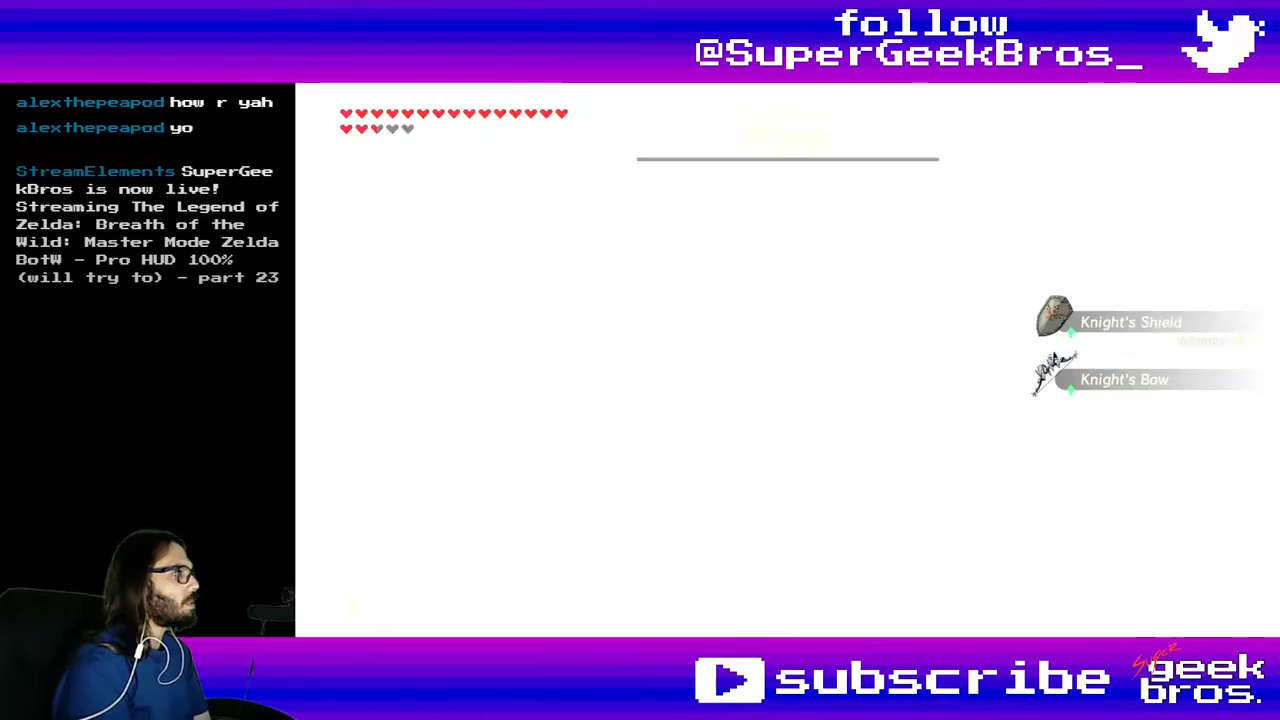 follow
@SuperGeekBros_
alexthepeapod how r yah
alexthepeapod yo
StreamElements SuperGee
kBros is now live!
Streaming The Legend of
Zelda: Breath of the
Wild: Master Mode Zelda
BotW - Pro HUD 100%
(will try to) - part 23
Knight's Shield
Knight's Bow
subscribe
SUPER
geek
bros.